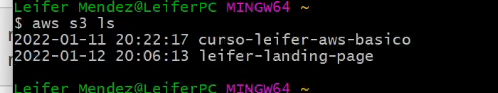 Leifer Mendez@LeiferPC MINGW64 ~
$ aws s3 ls
2022-01-11 20:22:17 curso-leifer-aws-basico
2022-01-12 20:06:13 leifer-landing-page
Leifer Mendez@LeiferPC MINGW64 ~